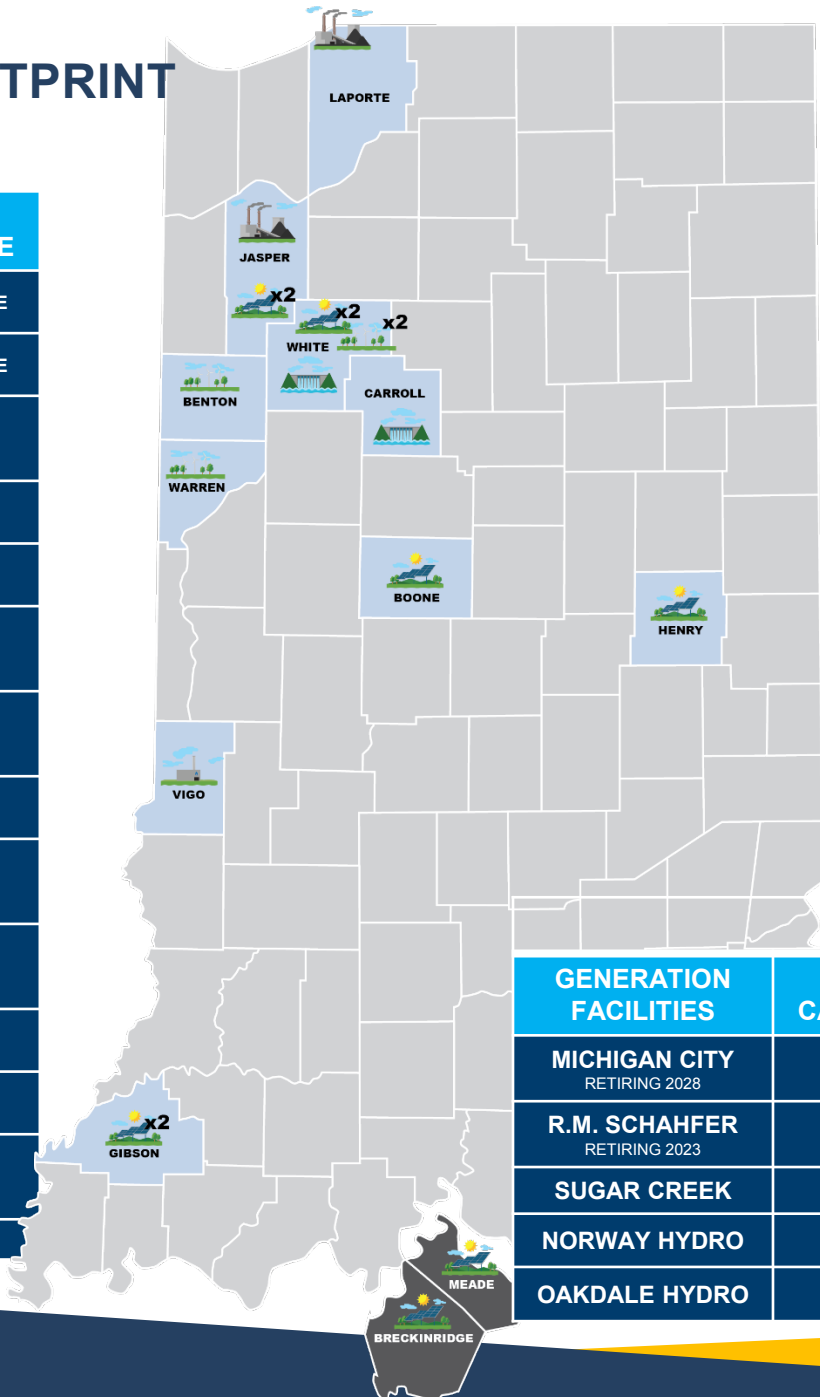 TPRINT
E
E
E
LAPORTE
JASPER
x2
x2
x2
WHITE
BENTON
CARROLL
WARREN
BOONE
HENRY
VIGO
x2
GIBSON
MEADE
BRECKINRIDGE
GENERATION
FACILITIES
CA
MICHIGAN CITY
RETIRING 2028
R.M. SCHAHFER
RETIRING 2023
SUGAR CREEK
NORWAY HYDRO
OAKDALE HYDRO